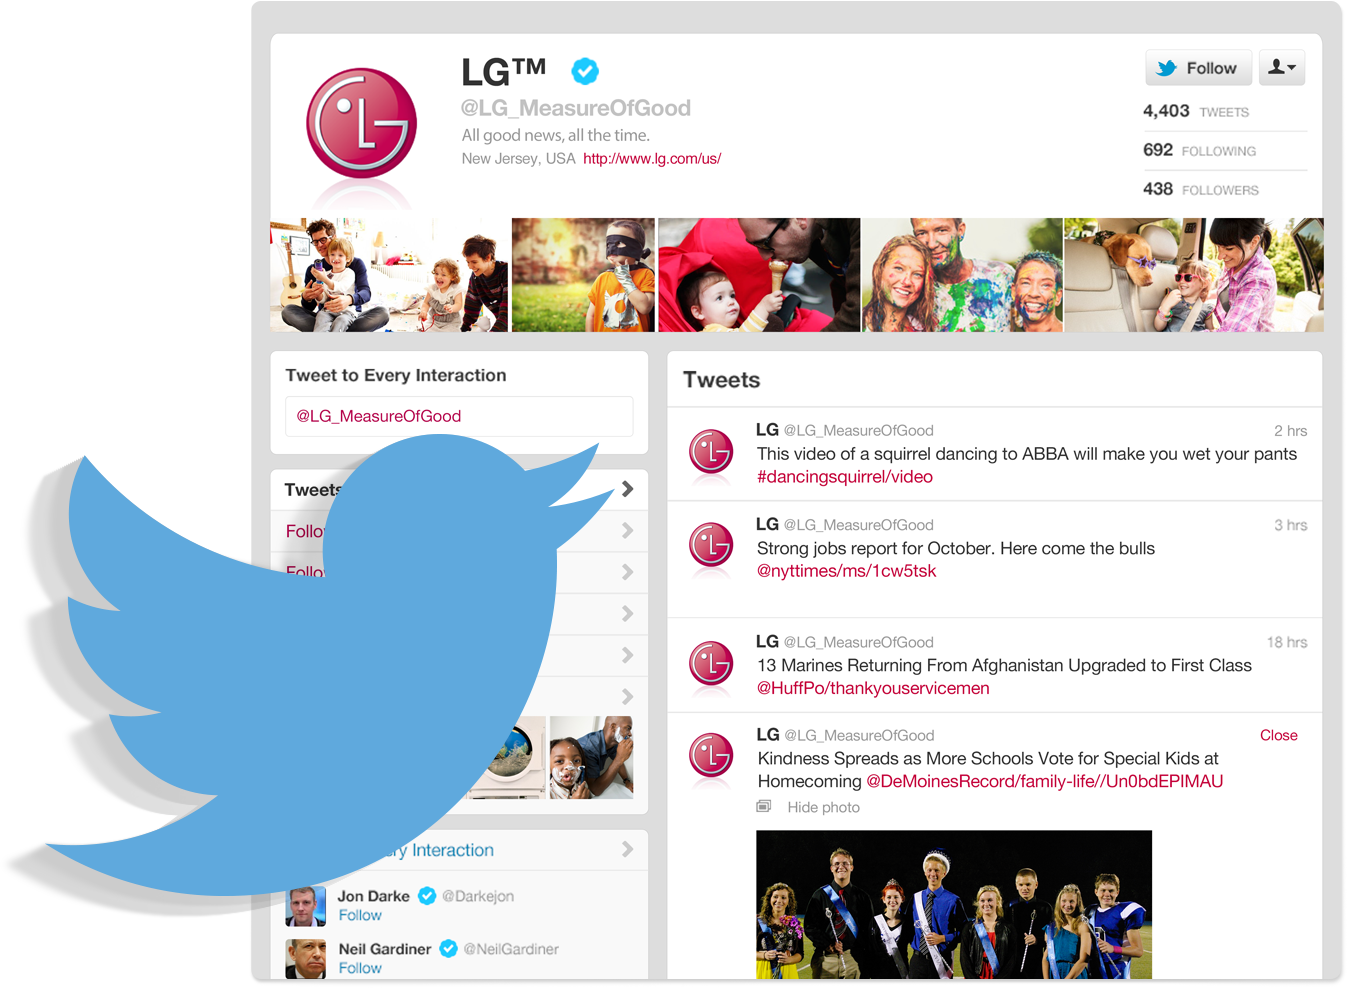 LG™
@LG_MeasureOfGood
All good news, all the time.
New Jersey, USA http://www.lg.com/us/
Follow
4,403 TWEETS
692 FOLLOWING
438 FOLLOWERS
Tweet to Every Interaction
@LG_MeasureOfGood
Tweets
Follo
Follo
ry Interaction
Jon Darke @Darkejon
Follow
Neil Gardiner @NeilGardiner
Follow
Tweets
LG @LG_MeasureOfGood 2 hrs
This video of a squirrel dancing to ABBA will make you wet your pants
#dancingsquirrel/video
LG @LG_MeasureOfGood 3 hrs
Strong jobs report for October. Here come the bulls
@nyttimes/ms/1cw5tsk
LG @LG_MeasureOfGood 18 hrs
13 Marines Returning From Afghanistan Upgraded to First Class
@HuffPo/thankyouservicemen
LG @LG_MeasureOfGood Close
Kindness Spreads as More Schools Vote for Special Kids at
Homecoming @DeMoinesRecord/family-life//Un0bdEPIMAU
Hide photo